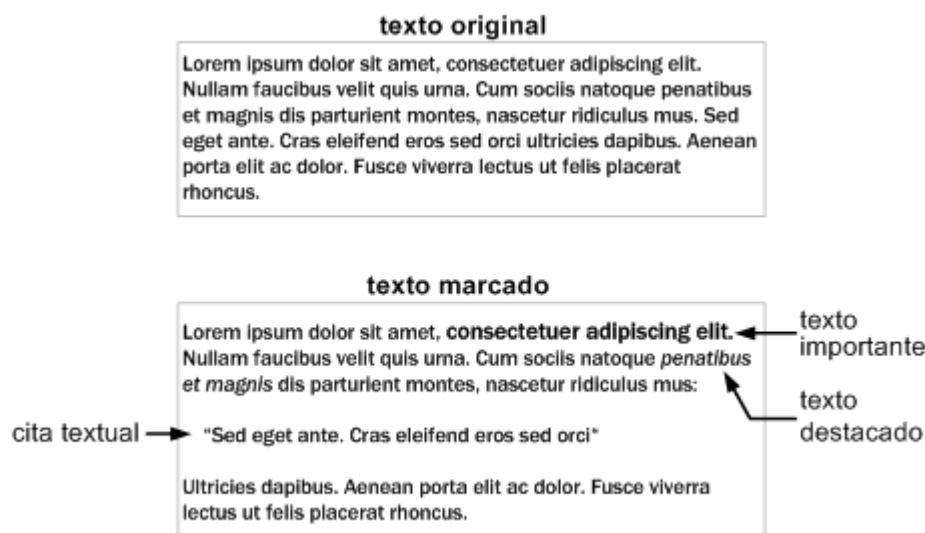 texto original
Lorem ipsum dolor sit amet, consectetuer adipiscing elit.
Nullam faucibus velit quis urna. Cum sociis natoque penatibus
et magnis dis parturient montes, nascetur ridiculus mus. Sed
eget ante. Cras eleifend eros sed orci ultricies dapibus. Aenean
porta elit ac dolor. Fusce viverra lectus ut felis placerat
rhoncus.
texto marcado
Lorem ipsum dolor sit amet, consectetuer adipiscing elit.
Nullam faucibus velit quis urna. Cum sociis natoque penatibus
et magnis dis parturient montes, nascetur ridiculus mus:
texto
importante
texto
destacado
cita textual
"Sed eget ante. Cras eleifend eros sed orci"
Ultricies dapibus. Aenean porta elit ac dolor. Fusce viverra
lectus ut felis placerat rhoncus.